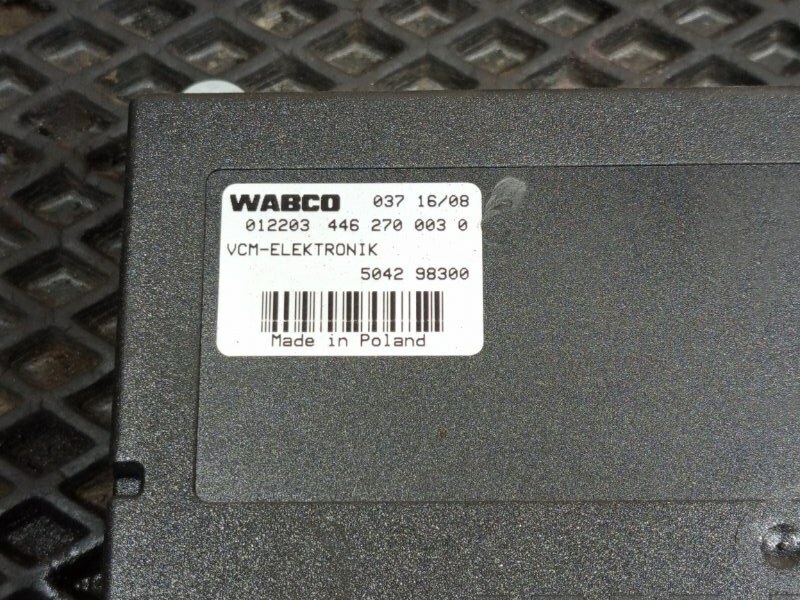 WABCO 037 16/08
012203 446 270 003 0
VCM-ELEKTRONIK
5042 98300
Made in Poland